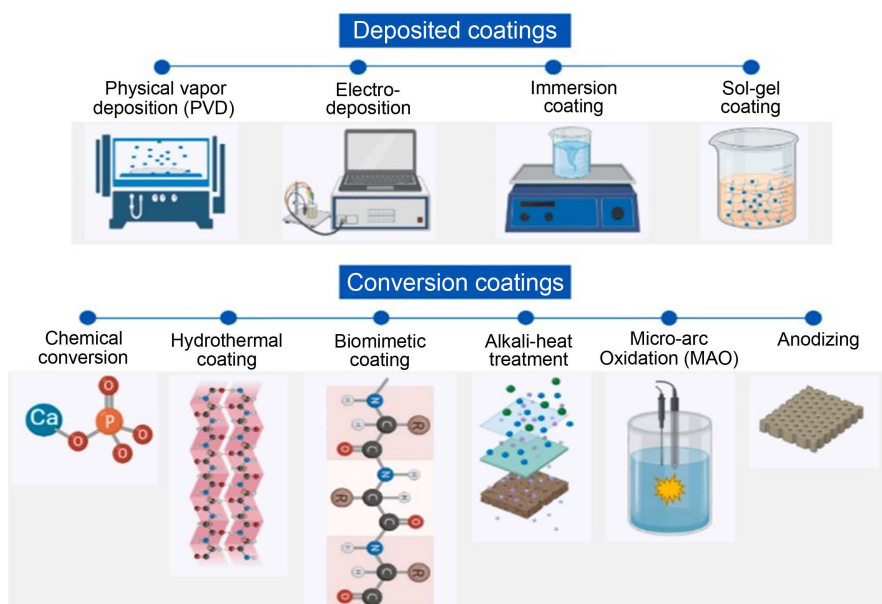 Deposited coatings
Physical vapor
deposition (PVD)
Electro-
deposition
Immersion
coating
Sol-gel
coating
Conversion coatings
Chemical
conversion
Hydrothermal
coating
Biomimetic
coating
Alkali-heat
treatment
Micro-arc
Oxidation (MAO)
Anodizing
Ca
O
P
O
O
O
H
N
H
C
R
O
C
N
H
R
C
H
C
O
H
N
H
C
R
O
C